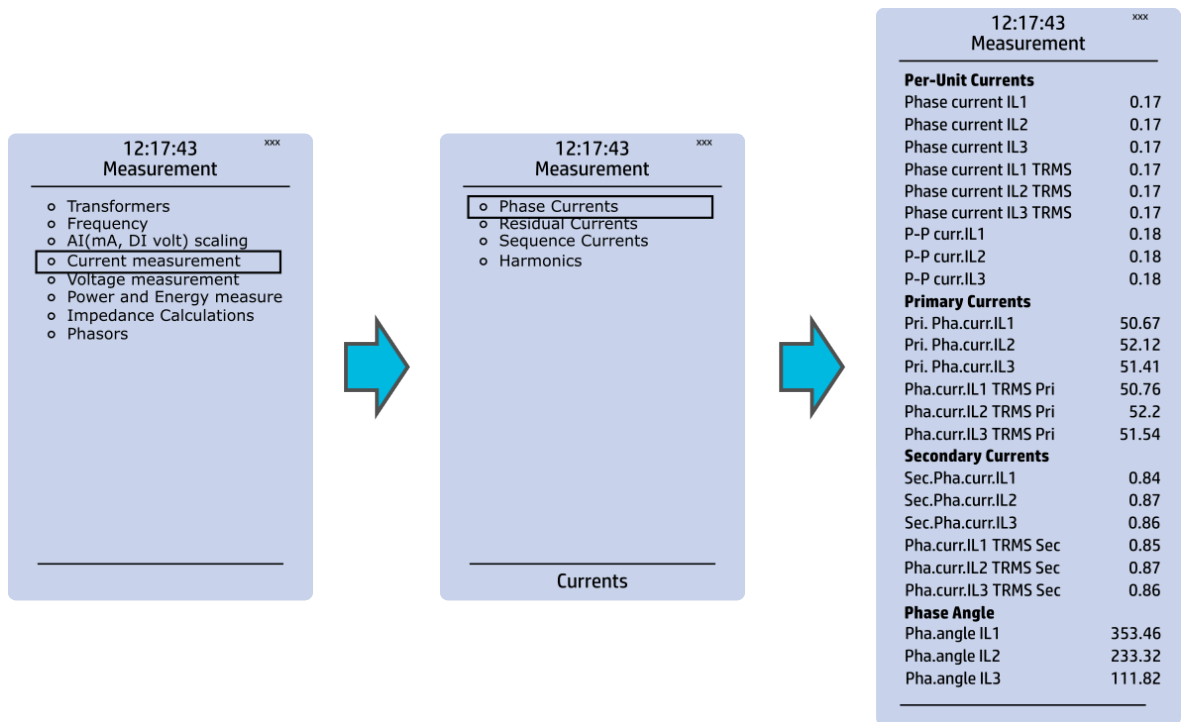 12:17:43 xxx
Measurement
Transformers
Frequency
AI(mA, DI volt) scaling
Current measurement
Voltage measurement
Power and Energy measure
Impedance Calculations
Phasors
12:17:43 xxx
Measurement
Phase Currents
Residual Currents
Sequence Currents
Harmonics
Currents
12:17:43 xxx
Measurement
Per-Unit Currents
Phase current IL1 0.17
Phase current IL2 0.17
Phase current IL3 0.17
Phase current IL1 TRMS 0.17
Phase current IL2 TRMS 0.17
Phase current IL3 TRMS 0.17
P-P curr.IL1 0.18
P-P curr.IL2 0.18
P-P curr.IL3 0.18
Primary Currents
Pri. Pha.curr.IL1 50.67
Pri. Pha.curr.IL2 52.12
Pri. Pha.curr.IL3 51.41
Pha.curr.IL1 TRMS Pri 50.76
Pha.curr.IL2 TRMS Pri 52.2
Pha.curr.IL3 TRMS Pri 51.54
Secondary Currents
Sec.Pha.curr.IL1 0.84
Sec.Pha.curr.IL2 0.87
Sec.Pha.curr.IL3 0.86
Pha.curr.IL1 TRMS Sec 0.85
Pha.curr.IL2 TRMS Sec 0.87
Pha.curr.IL3 TRMS Sec 0.86
Phase Angle
Pha.angle IL1 353.46
Pha.angle IL2 233.32
Pha.angle IL3 111.82